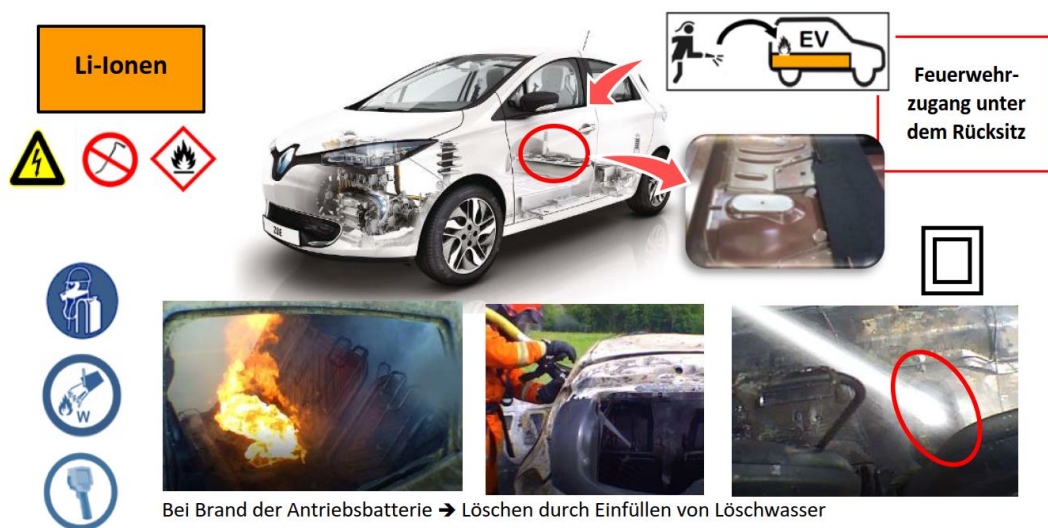 Li-Ionen
EV
Feuerwehr-
zugang unter
dem Rücksitz
ZOE
W
Bei Brand der Antriebsbatterie ➔ Löschen durch Einfüllen von Löschwasser